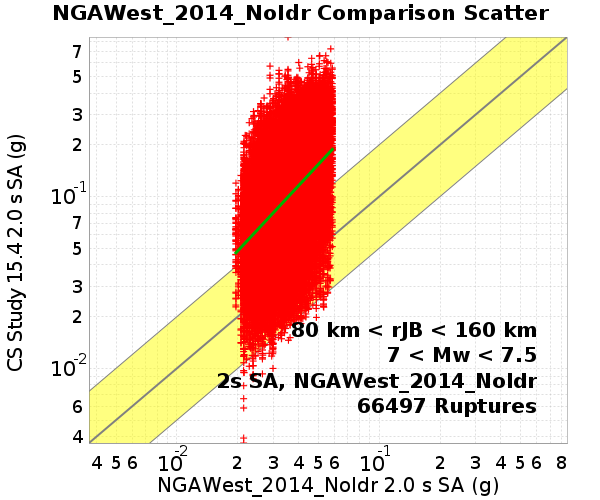 NGAWest_2014_NoIdr Comparison Scatter
CS Study 15.4 2.0 s SA (g)
7
5
3
2
10-1
7
5
3
2
10-2
6
4
80 km < rJB < 160 km
7 < Mw < 7.5
2s SA, NGAWest_2014_NoIdr
66497 Ruptures
4 5 6 10-2 2 3 4 5 6 10-1 2 3 4 5 6 8
NGAWest_2014_NoIdr 2.0 s SA (g)